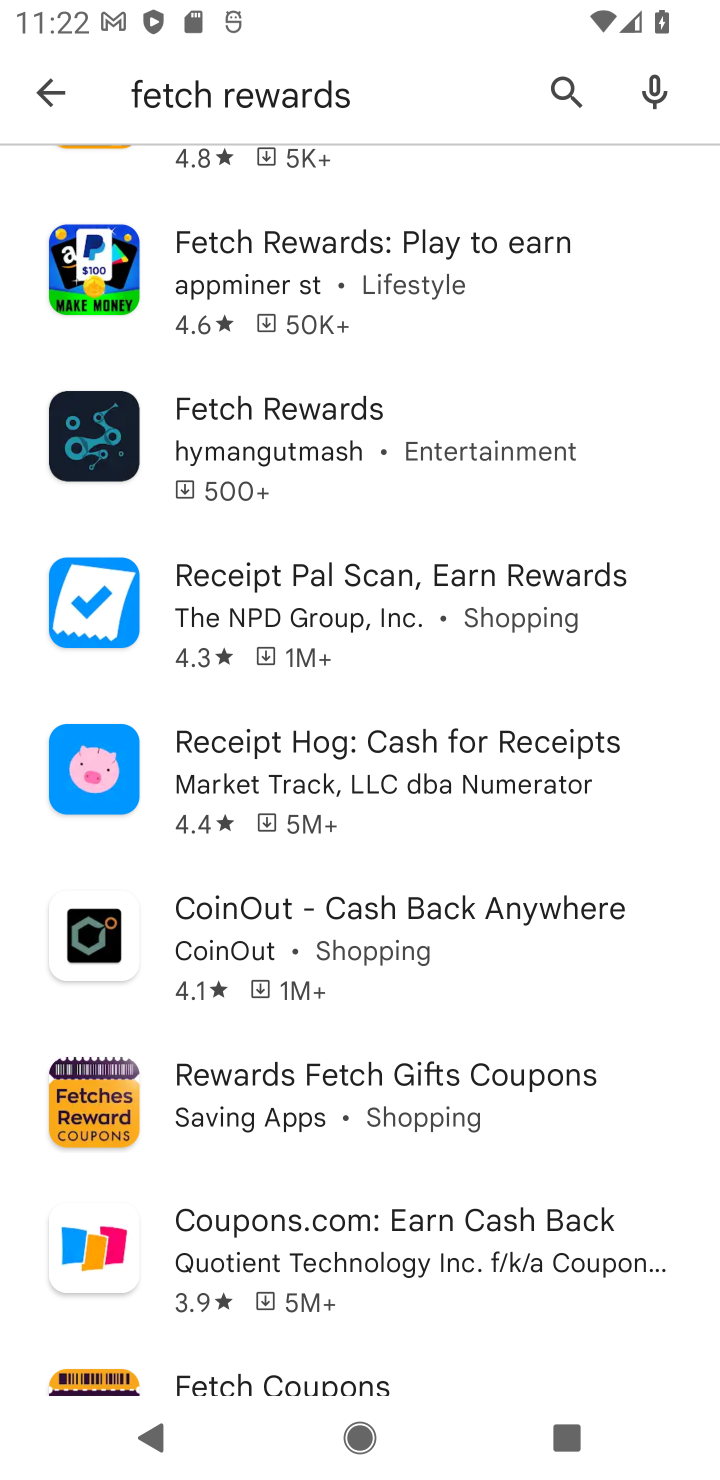 11:22
fetch rewards
4.8★ 5K+
Fetch Rewards: Play to earn
appminer st • Lifestyle
4.6★ 50K+
a
$100
MAKE MONEY
Fetch Rewards
hymangutmash • Entertainment
500+
Receipt Pal Scan, Earn Rewards
The NPD Group, Inc. • Shopping
4.3★ 1M+
Receipt Hog: Cash for Receipts
Market Track, LLC dba Numerator
4.4★ 5M+
CoinOut - Cash Back Anywhere
CoinOut • Shopping
4.1★ 1M+
Rewards Fetch Gifts Coupons
Saving Apps • Shopping
Fetches
Reward
COUPONS
Coupons.com: Earn Cash Back
Quotient Technology Inc. f/k/a Coupon...
3.9★ 5M+
Fetch Coupons